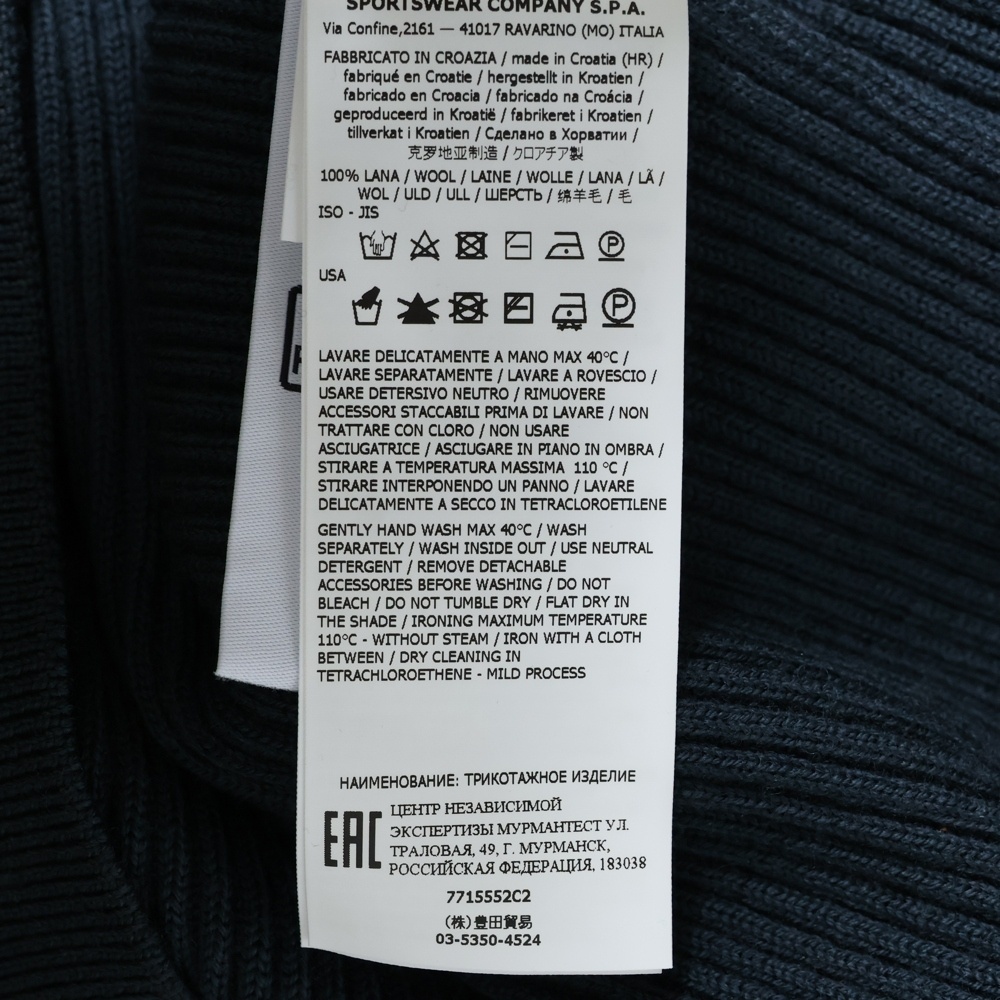 SPORTSWEAR COMPANY S.P.A.
Via Confine,2161 — 41017 RAVARINO (MO) ITALIA
FABBRICATO IN CROAZIA / made in Croatia (HR) /
fabriqué en Croatie / hergestellt in Kroatien /
fabricado en Croacia / fabricado na Croácia /
geproduceerd in Kroatië / fabrikeret i Kroatien /
tillverkat i Kroatien / Сделано в Хорватии /
克罗地亚制造 / クロアチア製
100% LANA / WOOL / LAINE / WOLLE / LANA / LÃ /
WOL / ULD / ULL / ШЕРСТЬ / 绵羊毛 / 毛
ISO - JIS
P
USA
P
LAVARE DELICATAMENTE A MANO MAX 40°C /
LAVARE SEPARATAMENTE / LAVARE A ROVESCIO /
USARE DETERSIVO NEUTRO / RIMUOVERE
ACCESSORI STACCABILI PRIMA DI LAVARE / NON
TRATTARE CON CLORO / NON USARE
ASCIUGATRICE / ASCIUGARE IN PIANO IN OMBRA /
STIRARE A TEMPERATURA MASSIMA 110 °C /
STIRARE INTERPONENDO UN PANNO / LAVARE
DELICATAMENTE A SECCO IN TETRACLOROETILENE
GENTLY HAND WASH MAX 40°C / WASH
SEPARATELY / WASH INSIDE OUT / USE NEUTRAL
DETERGENT / REMOVE DETACHABLE
ACCESSORIES BEFORE WASHING / DO NOT
BLEACH / DO NOT TUMBLE DRY / FLAT DRY IN
THE SHADE / IRONING MAXIMUM TEMPERATURE
110°C - WITHOUT STEAM / IRON WITH A CLOTH
BETWEEN / DRY CLEANING IN
TETRACHLOROETHENE - MILD PROCESS
НАИМЕНОВАНИЕ: ТРИКОТАЖНОЕ ИЗДЕЛИЕ
EAC
ЦЕНТР НЕЗАВИСИМОЙ
ЭКСПЕРТИЗЫ МУРМАНТЕСТ УЛ.
ТРАЛОВАЯ, 49, Г. МУРМАНСК,
РОССИЙСКАЯ ФЕДЕРАЦИЯ, 183038
7715552C2
(株)豊田貿易
03-5350-4524